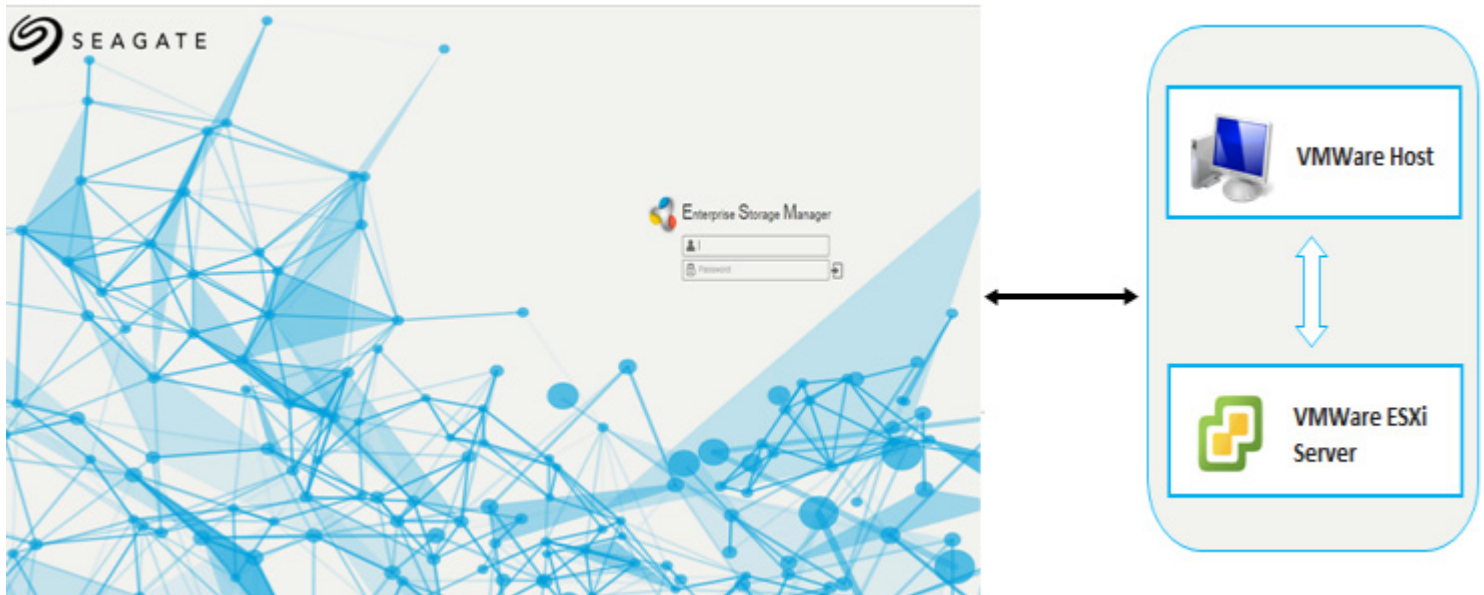 SEAGATE
Enterprise Storage Manager
Password
VMWare Host
VMWare ESXi
Server